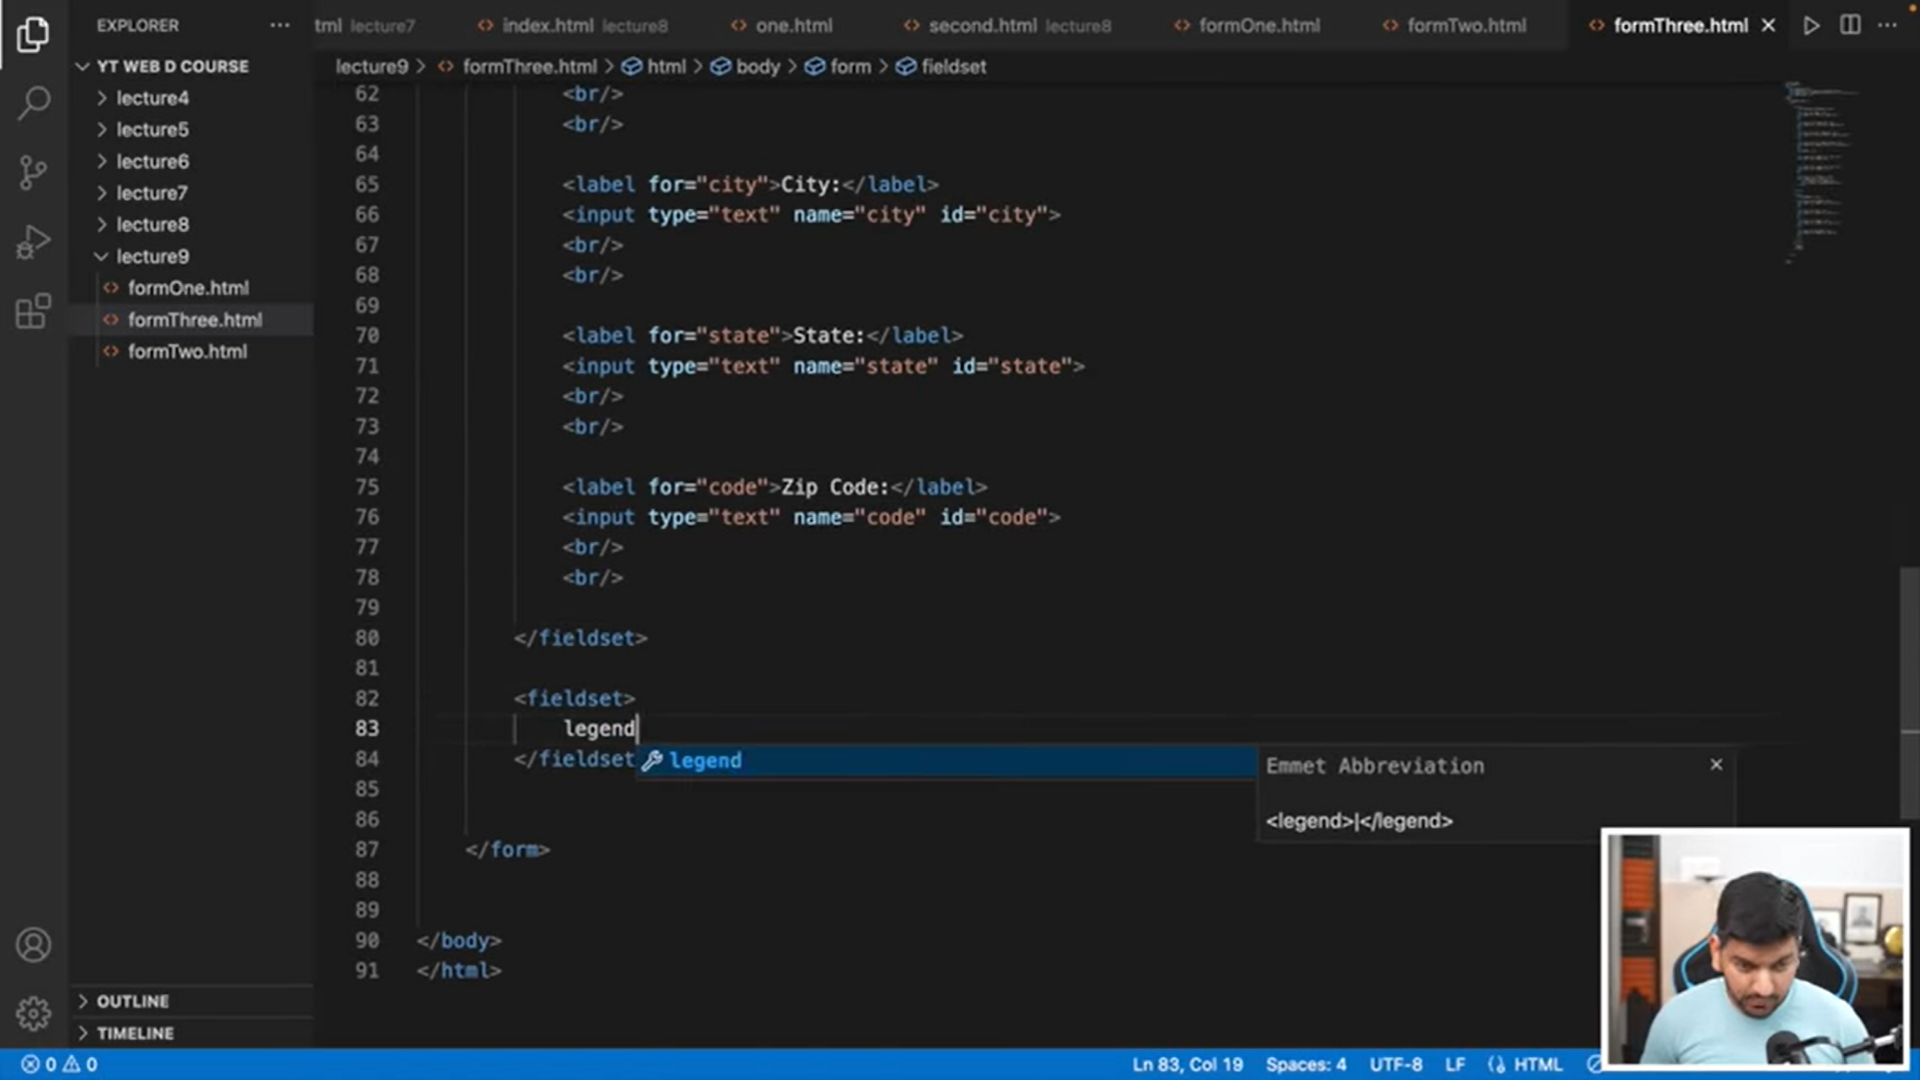 EXPLORER
tml lecture7
index.html lecture8
one.html
second.html lecture8
formOne.html
formTwo.html
formThree.html
YT WEB D COURSE
lecture4
lecture5
lecture6
lecture7
lecture8
lecture9
formOne.html
formThree.html
formTwo.html
OUTLINE
TIMELINE
lecture9 > formThree.html > html > body > form > fieldset
62 <br/>
63 <br/>
64
65 <label for="city">City:</label>
66 <input type="text" name="city" id="city">
67 <br/>
68 <br/>
69
70 <label for="state">State:</label>
71 <input type="text" name="state" id="state">
72 <br/>
73 <br/>
74
75 <label for="code">Zip Code:</label>
76 <input type="text" name="code" id="code">
77 <br/>
78 <br/>
79
80 </fieldset>
81
82 <fieldset>
83 legend
84 </fieldset
legend
Emmet Abbreviation
<legend>|</legend>
85
86
87 </form>
88
89
90 </body>
91 </html>
0 0
Ln 83, Col 19 Spaces: 4 UTF-8 LF HTML